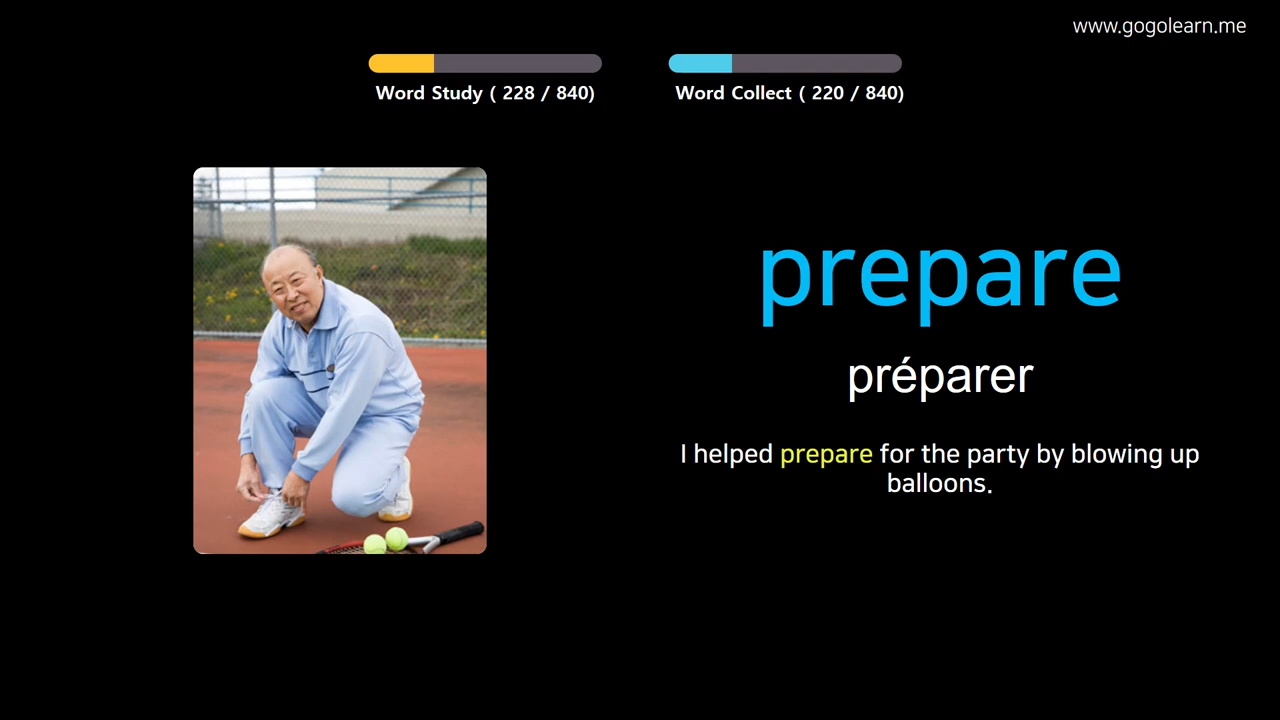 www.gogolearn.me
Word Study ( 228 / 840)
Word Collect ( 220 / 840)
prepare
préparer
I helped prepare for the party by blowing up
balloons.